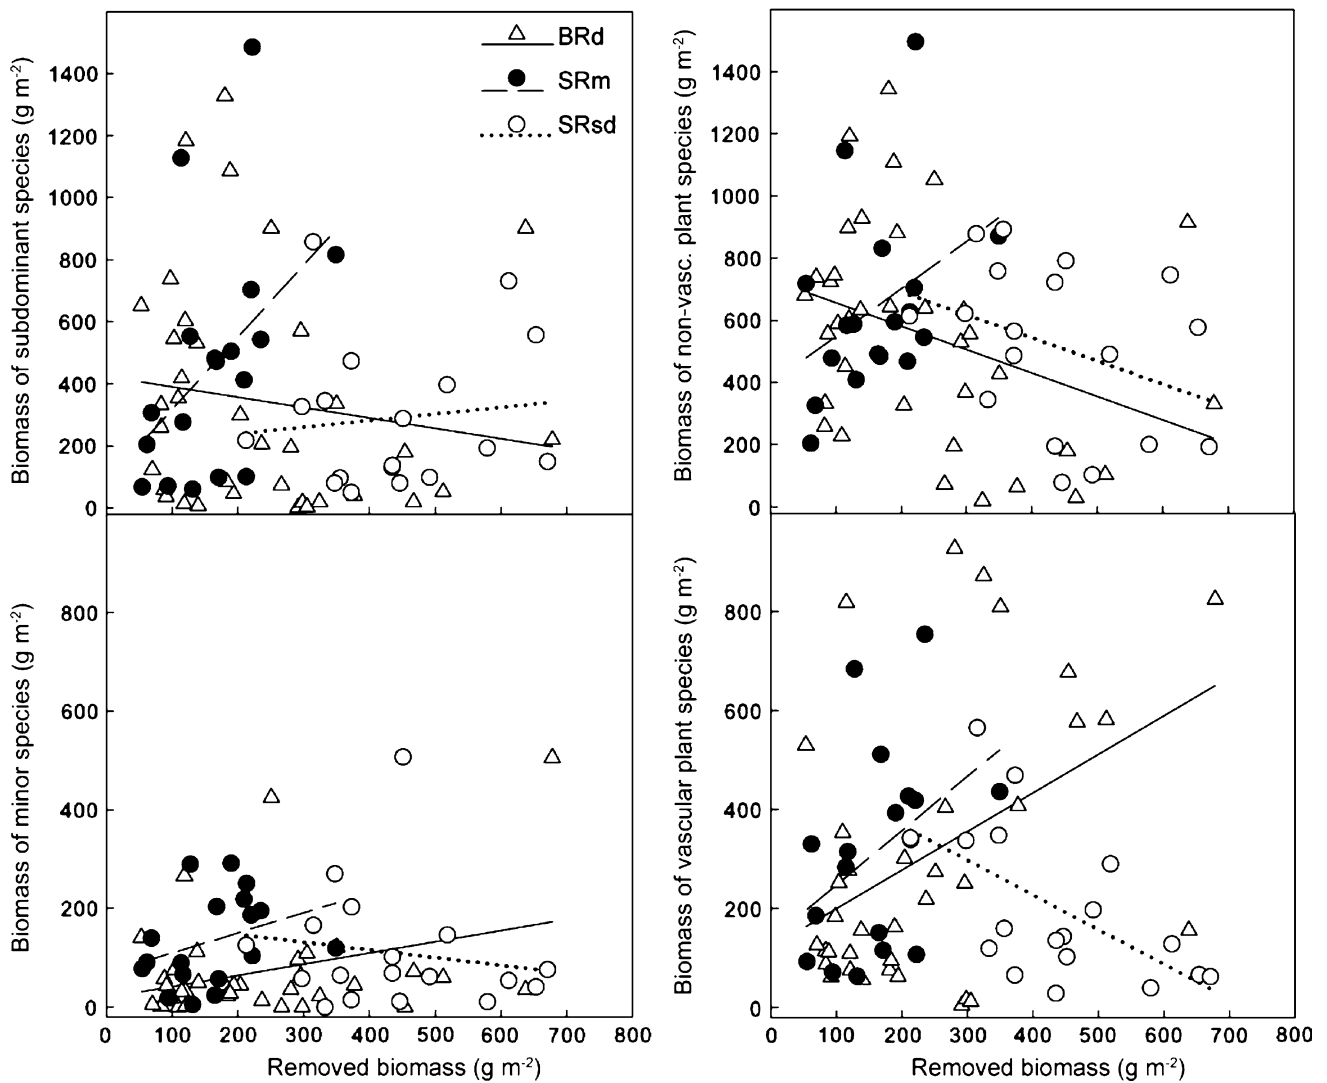 Biomass of subdominant species (g m-2)
1400
1200
1000
800
600
400
200
0
BRd
SRm
SRsd
Biomass of non-vasc. plant species (g m-2)
1400
1200
1000
800
600
400
200
0
Biomass of minor species (g m-2)
800
600
400
200
0
0 100 200 300 400 500 600 700 800
Removed biomass (g m-2)
Biomass of vascular plant species (g m-2)
800
600
400
200
0
0 100 200 300 400 500 600 700 800
Removed biomass (g m-2)